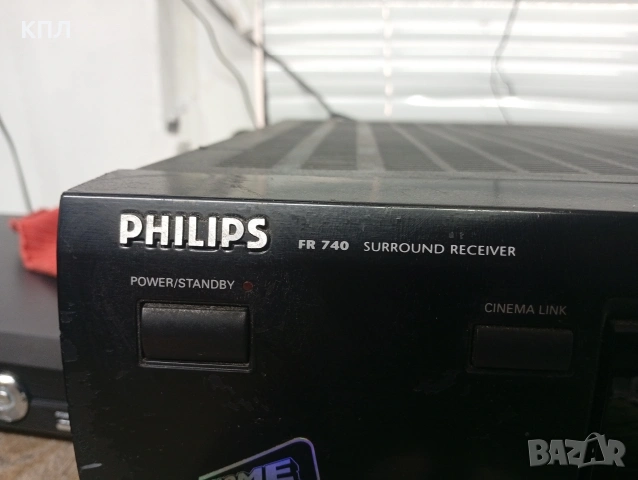 КПЛ
PHILIPS FR 740 SURROUND RECEIVER
POWER/STANDBY
CINEMA LINK
BAZAR